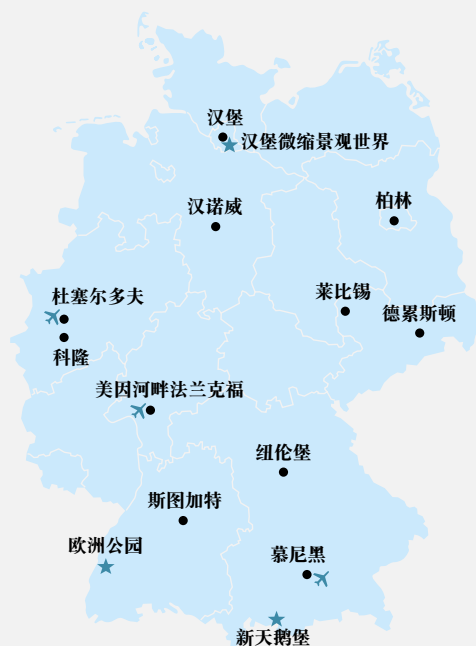 汉堡
汉堡微缩景观世界
柏林
汉诺威
莱比锡
杜塞尔多夫
德累斯顿
科隆
美因河畔法兰克福
纽伦堡
斯图加特
欧洲公园
慕尼黑
新天鹅堡